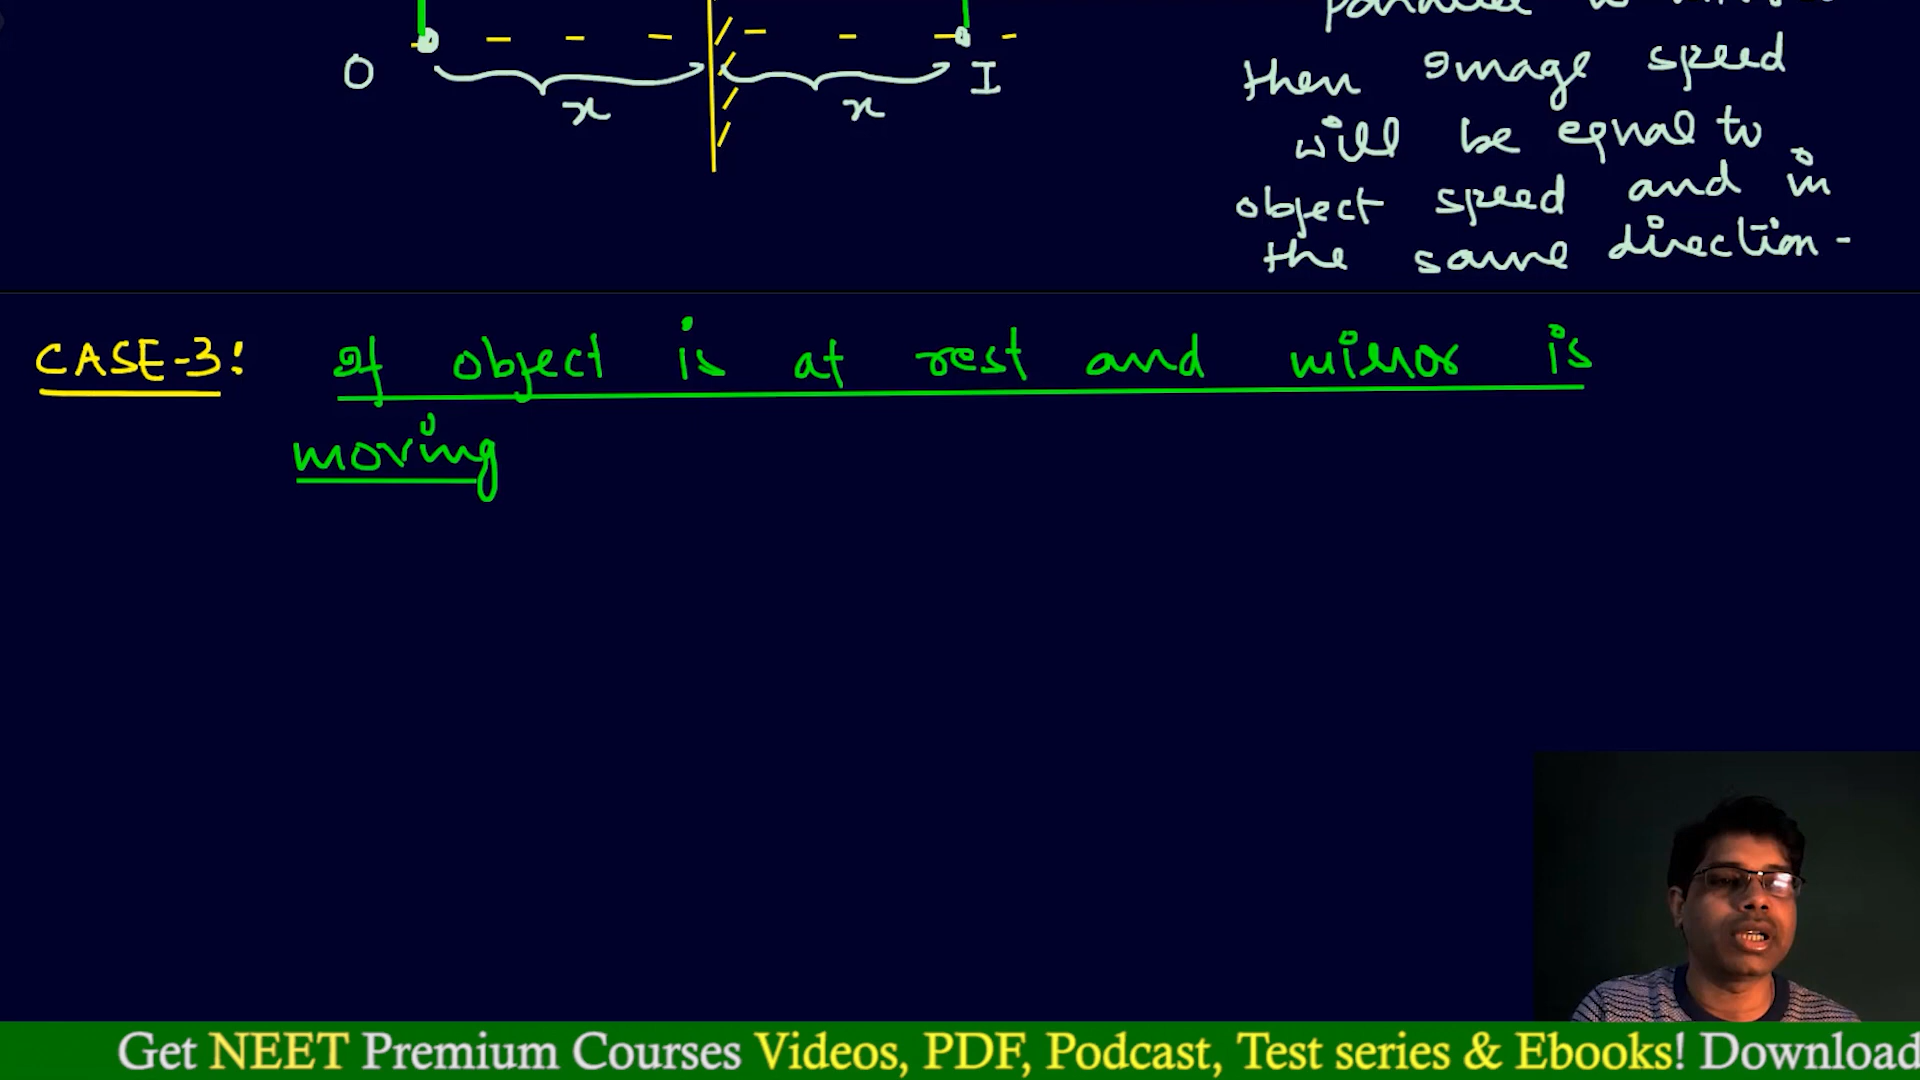 then Image speed
will be equal to
object speed and in
the same direction -
O
x
x
I
CASE-3! If object is at rest and mirror is
moving
Get NEET Premium Courses Videos, PDF, Podcast, Test series & Ebooks! Download